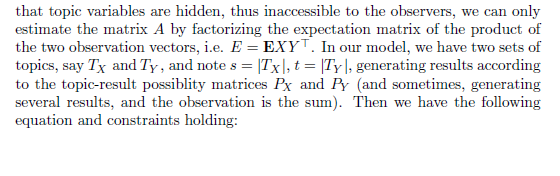 that topic variables are hidden, thus inaccessible to the observers, we can only
estimate the matrix A by factorizing the expectation matrix of the product of
the two observation vectors, i.e. E = EXY⊤. In our model, we have two sets of
topics, say T_X and T_Y, and note s = |T_X|, t = |T_Y|, generating results according
to the topic-result possiblity matrices P_X and P_Y (and sometimes, generating
several results, and the observation is the sum). Then we have the following
equation and constraints holding: